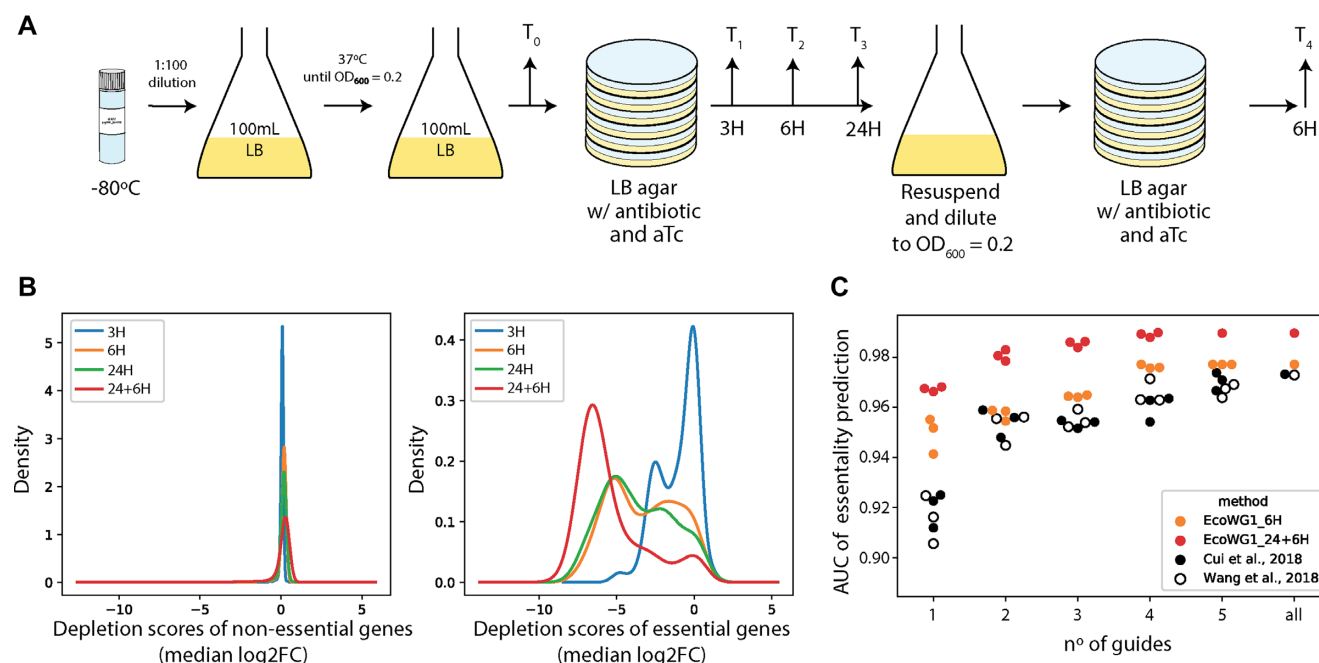 A
1:100
dilution
100mL
LB
-80ºC
37ºC
until OD600 = 0.2
100mL
LB
T0
LB agar
w/ antibiotic
and aTc
T1
T2
T3
3H
6H
24H
Resuspend
and dilute
to OD600 = 0.2
LB agar
w/ antibiotic
and aTc
T4
6H
B
3H
6H
24H
24+6H
Density
5
4
3
2
1
0
−10
−5
0
5
Depletion scores of non-essential genes
(median log2FC)
3H
6H
24H
24+6H
Density
0.4
0.3
0.2
0.1
0.0
−10
−5
0
5
Depletion scores of essential genes
(median log2FC)
C
AUC of essentality prediction
0.98
0.96
0.94
0.92
0.90
method
EcoWG1_6H
EcoWG1_24+6H
Cui et al., 2018
Wang et al., 2018
1
2
3
4
5
all
nº of guides